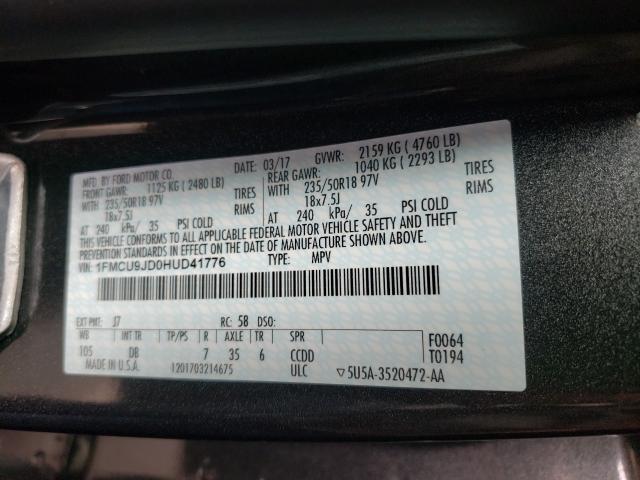 MFD. BY FORD MOTOR CO.
DATE: 03/17 GVWR: 2159 KG ( 4760 LB)
FRONT GAWR: 1125 KG ( 2480 LB) REAR GAWR: 1040 KG ( 2293 LB)
WITH 235/50R18 97V TIRES WITH 235/50R18 97V TIRES
18x7.5J RIMS 18x7.5J RIMS
AT 240 kPa/ 35 PSI COLD AT 240 kPa/ 35 PSI COLD
THIS VEHICLE CONFORMS TO ALL APPLICABLE FEDERAL MOTOR VEHICLE SAFETY AND THEFT
PREVENTION STANDARDS IN EFFECT ON THE DATE OF MANUFACTURE SHOWN ABOVE.
VIN: 1FMCU9JD0HUD41776 TYPE: MPV
EXT PNT: J7 RC: 58 DSO:
WB INT TR TP/PS R AXLE TR SPR F0064
105 DB 7 35 6 CCDD T0194
MADE IN U.S.A. 1201703214675 ULC ▽5U5A-3520472-AA